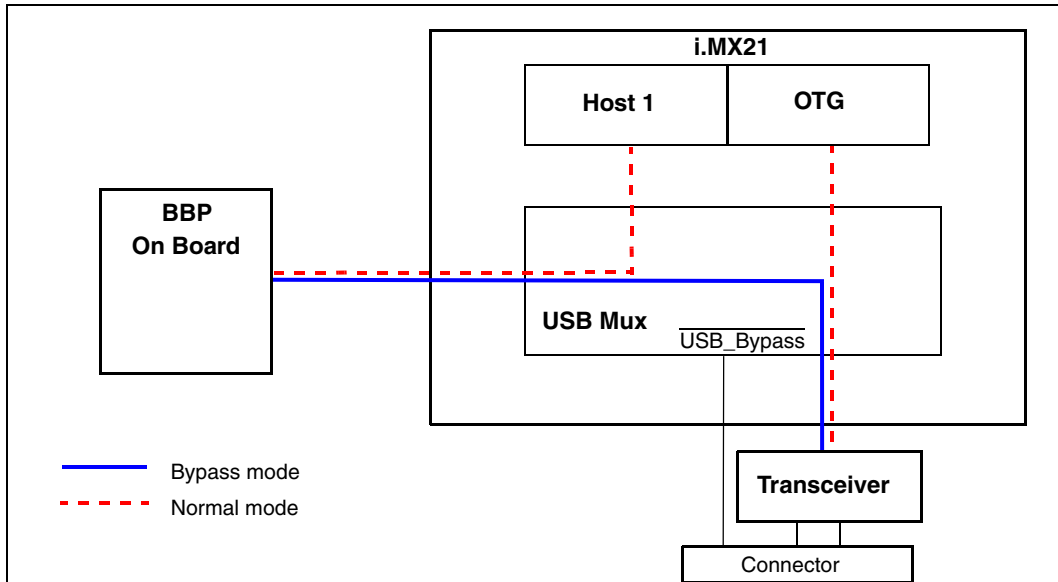 i.MX21
Host 1
OTG
BBP
On Board
USB Mux
USB_Bypass
Bypass mode
Normal mode
Transceiver
Connector